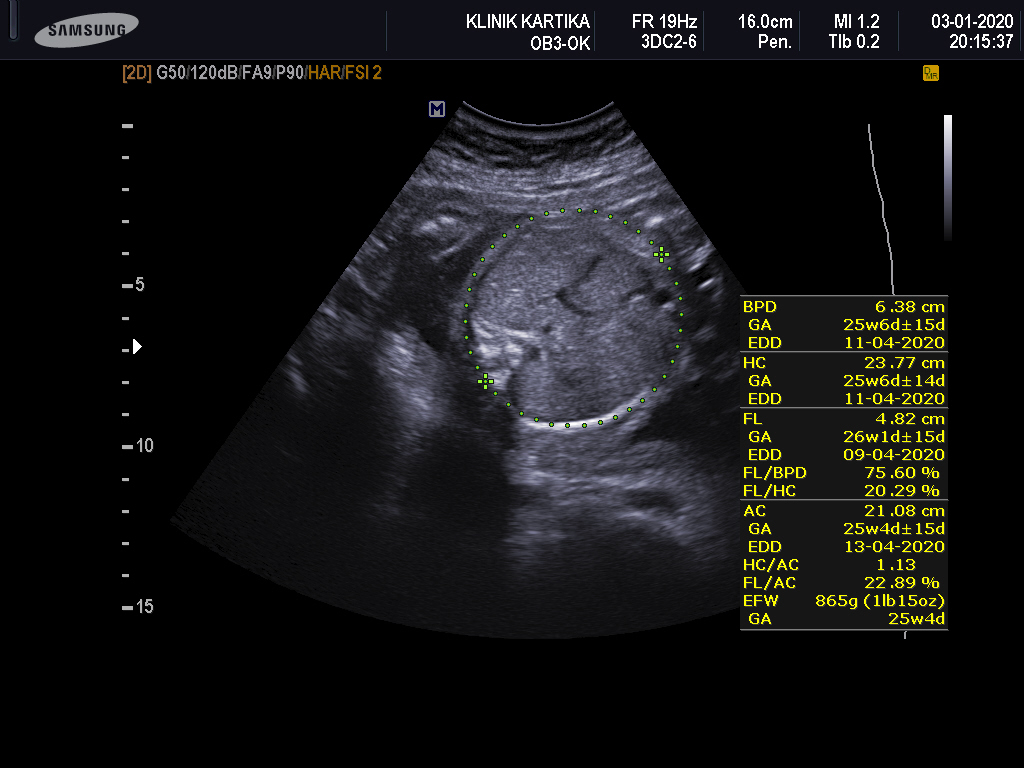 SAMSUNG
KLINIK KARTIKA
OB3-OK
FR 19Hz
3DC2-6
16.0cm
Pen.
MI 1.2
TIb 0.2
03-01-2020
20:15:37
[2D] G50/120dB/FA9/P90/HAR/FSI 2
M
5
10
15
BPD 6.38 cm
GA 25w6d±15d
EDD 11-04-2020
HC 23.77 cm
GA 25w6d±14d
EDD 11-04-2020
FL 4.82 cm
GA 26w1d±15d
EDD 09-04-2020
FL/BPD 75.60 %
FL/HC 20.29 %
AC 21.08 cm
GA 25w4d±15d
EDD 13-04-2020
HC/AC 1.13
FL/AC 22.89 %
EFW 865g (1lb15oz)
GA 25w4d